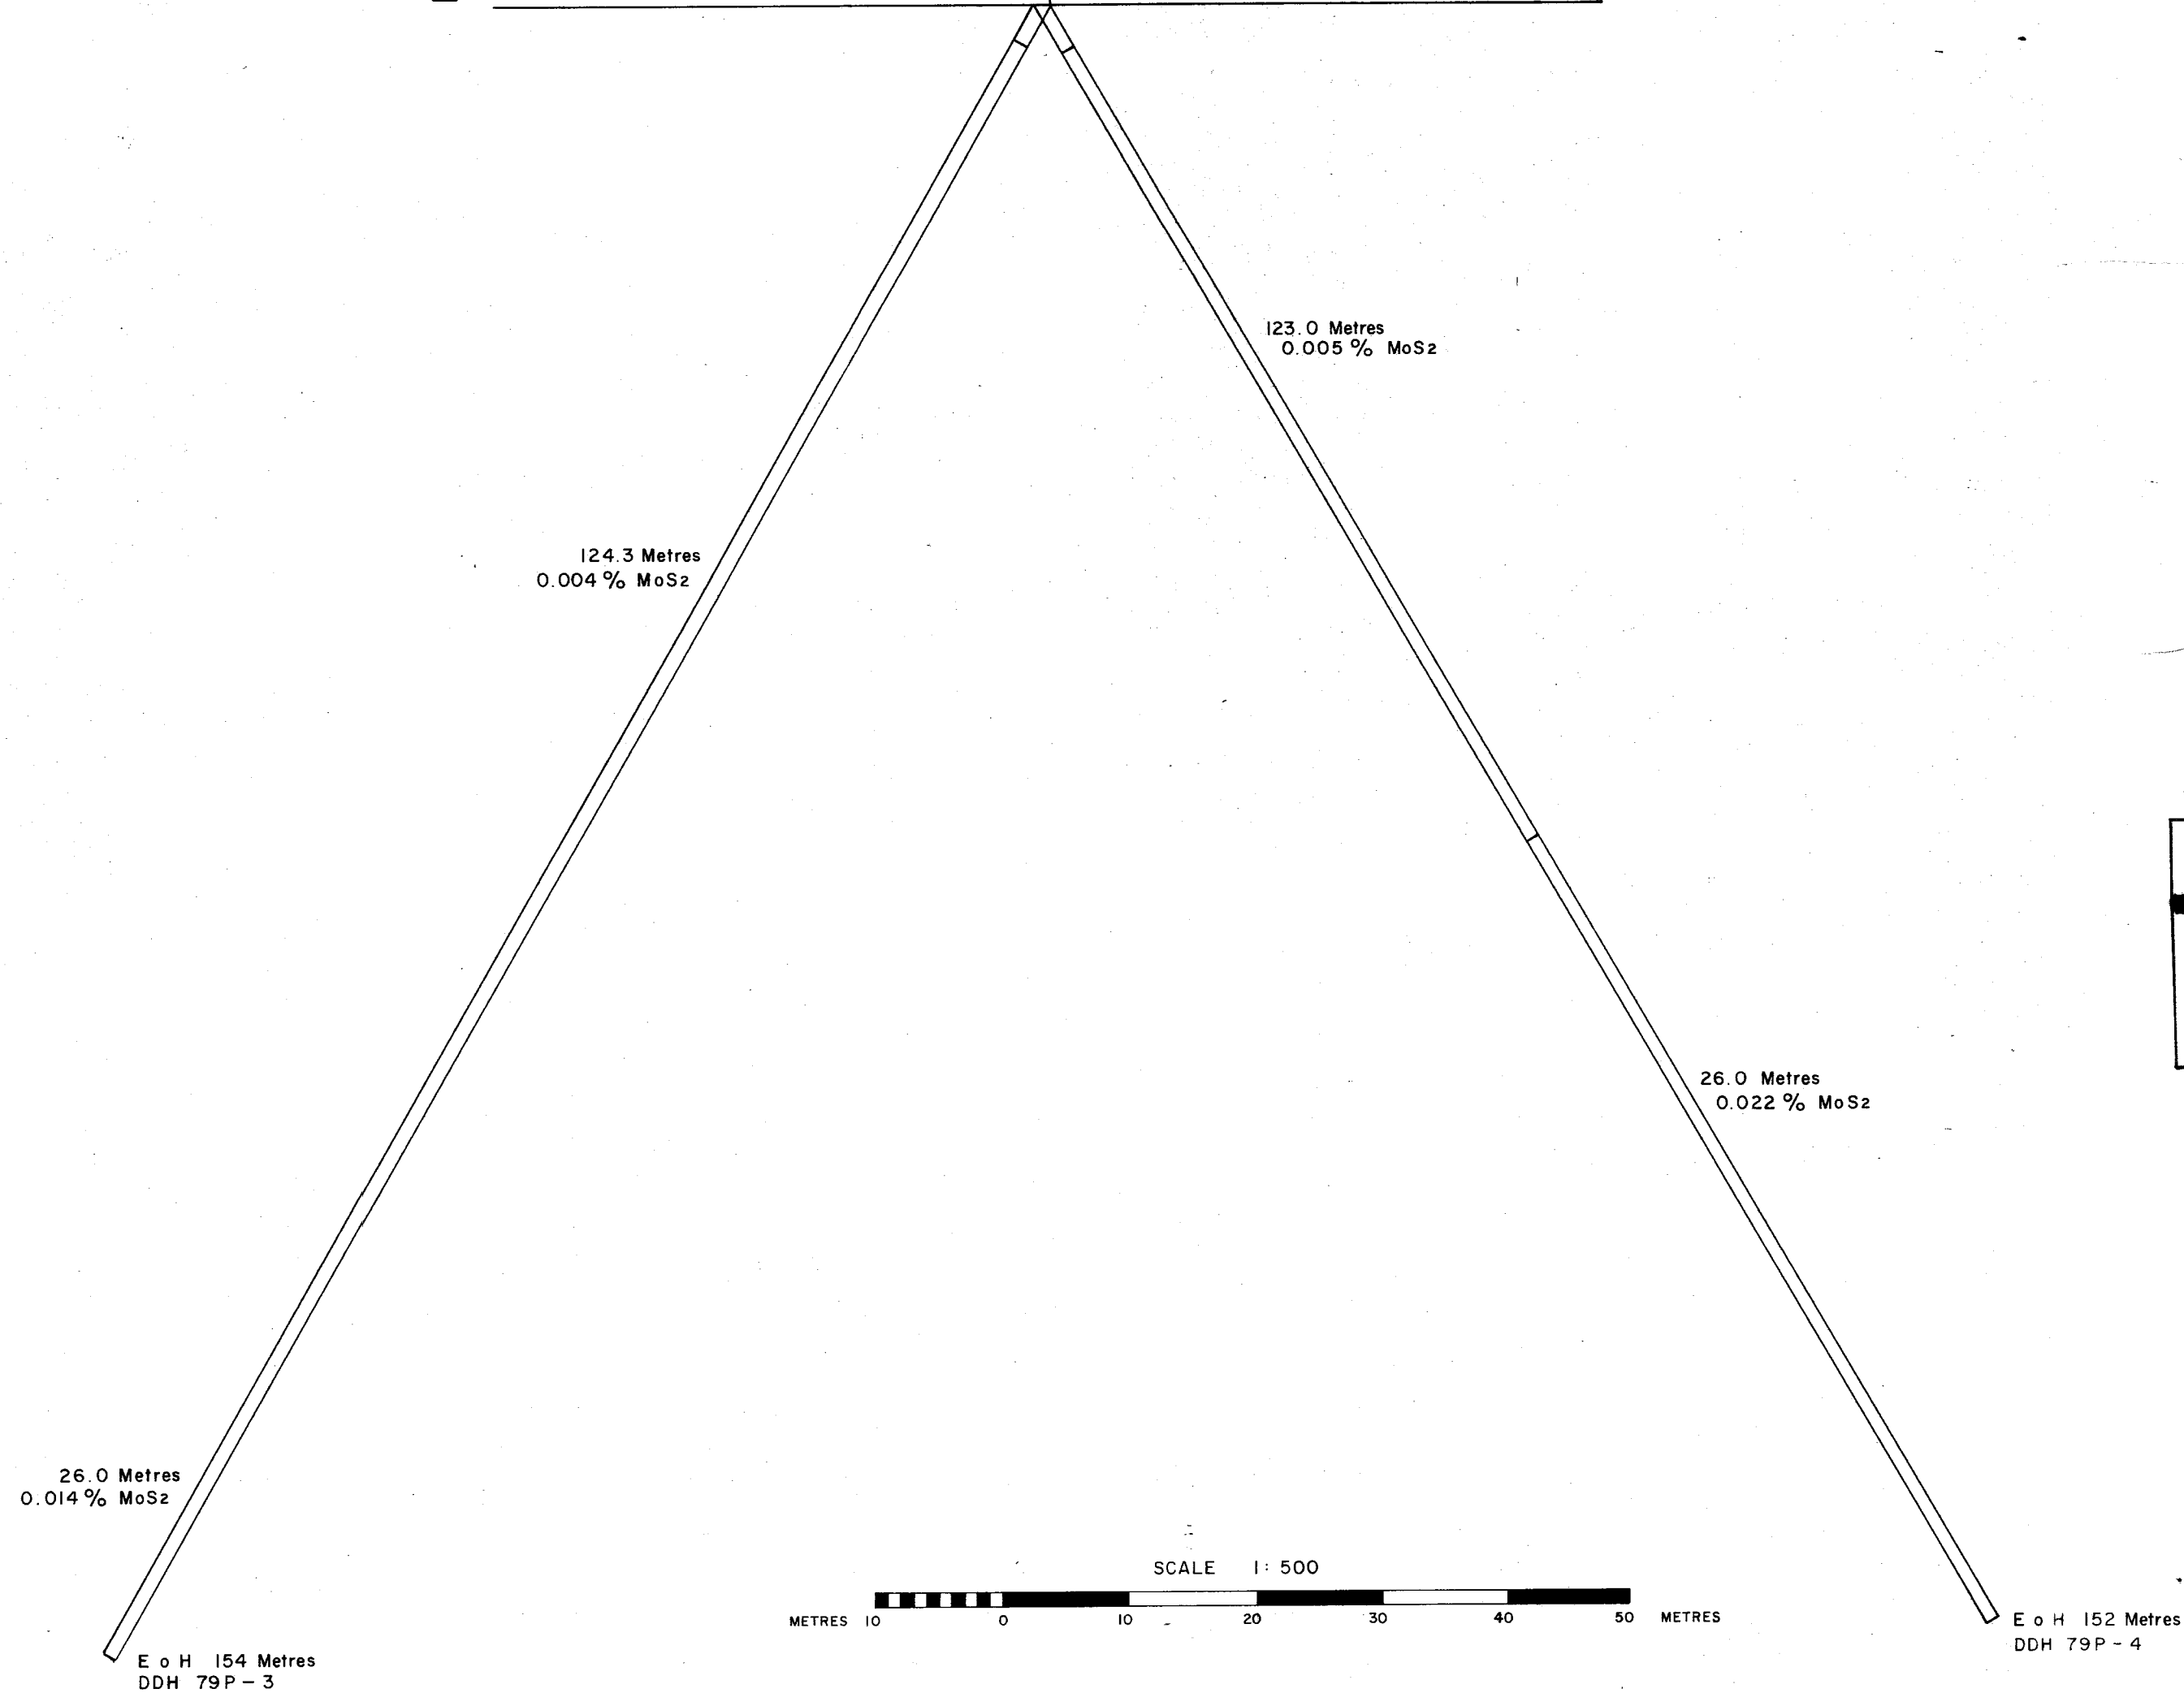 123.0 Metres
0.005% MoS2
124.3 Metres
0.004% MoS2
26.0 Metres
0.022% MoS2
26.0 Metres
0.014% MoS2
SCALE 1:500
METRES 10 0 10 20 30 40 50 METRES
E o H 152 Metres
DDH 79P-4
E o H 154 Metres
DDH 79P-3